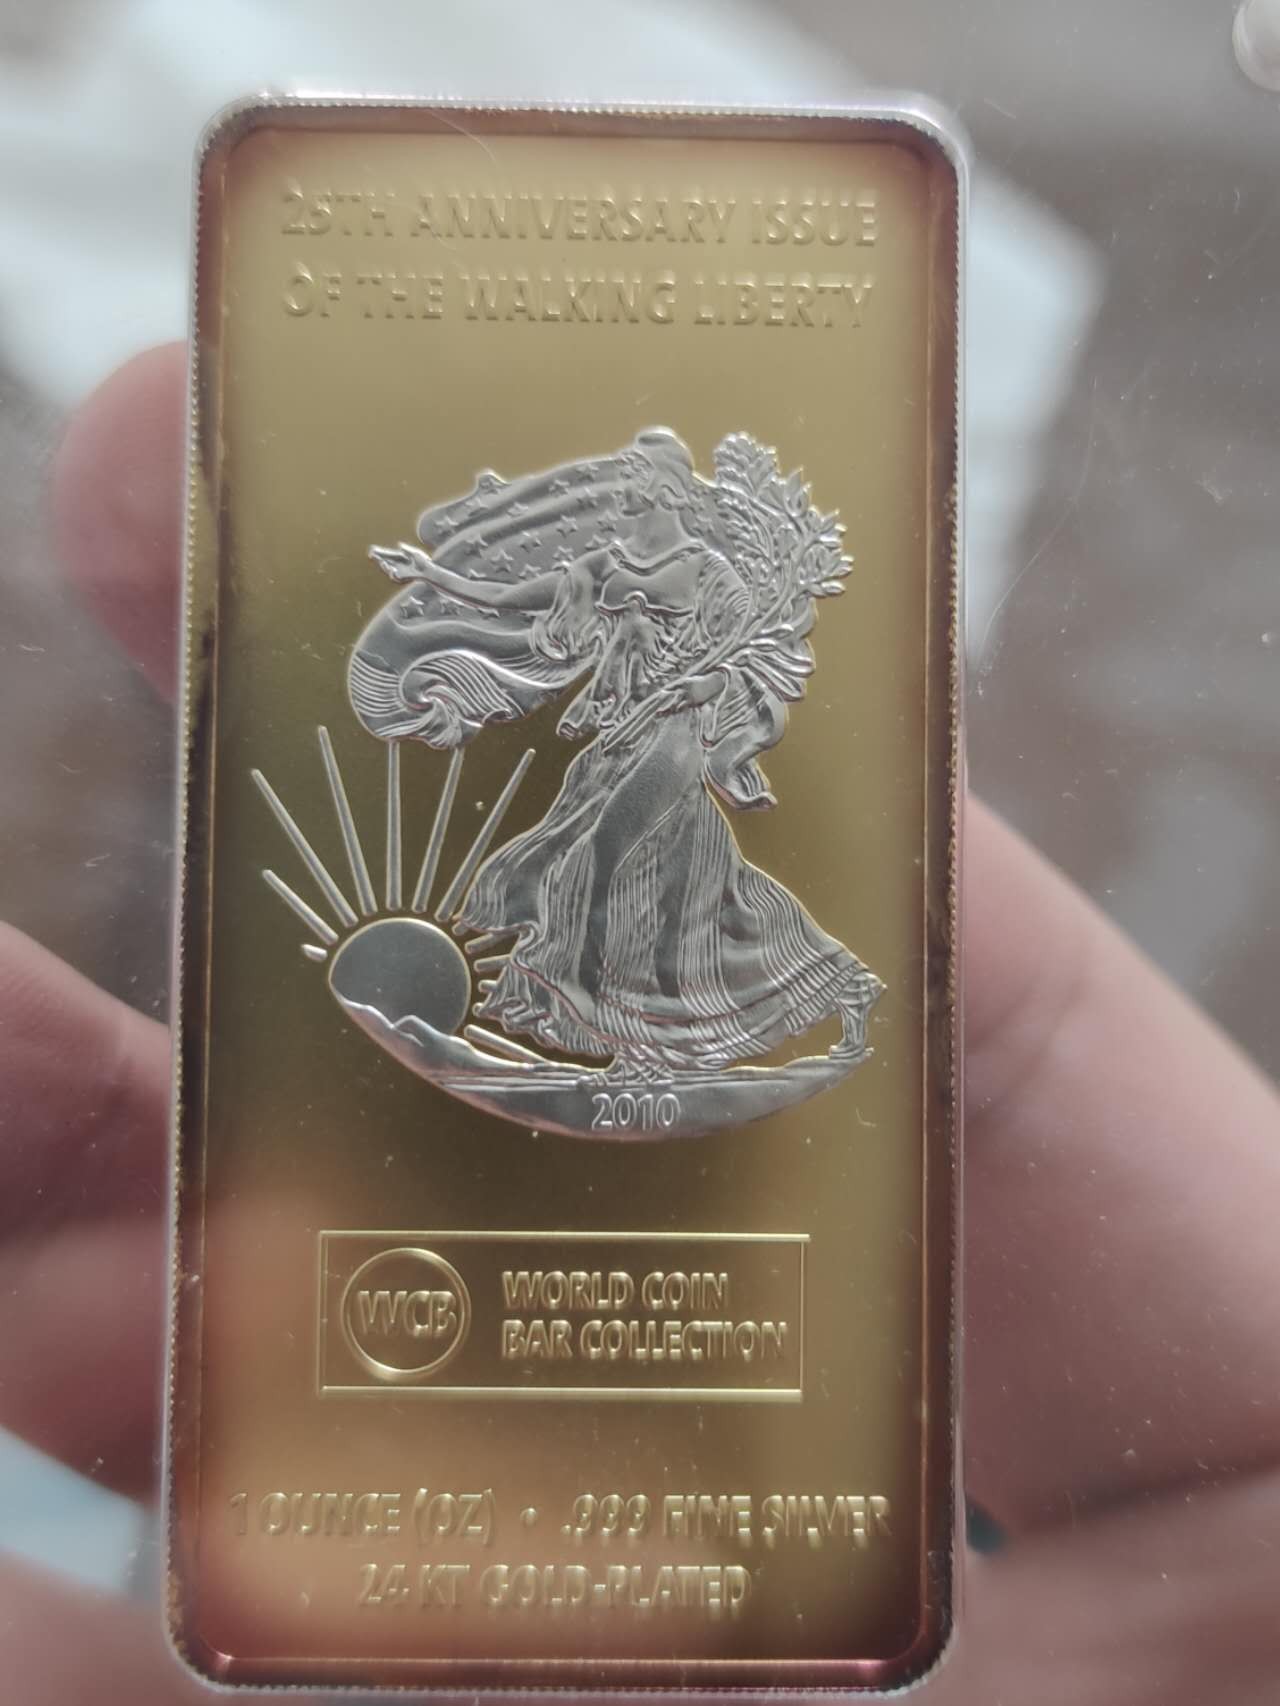 25TH ANNIVERSARY ISSUE
OF THE WALKING LIBERTY
2010
WCB
WORLD COIN
BAR COLLECTION
1 OUNCE (OZ) • .999 FINE SILVER
24 KT GOLD-PLATED